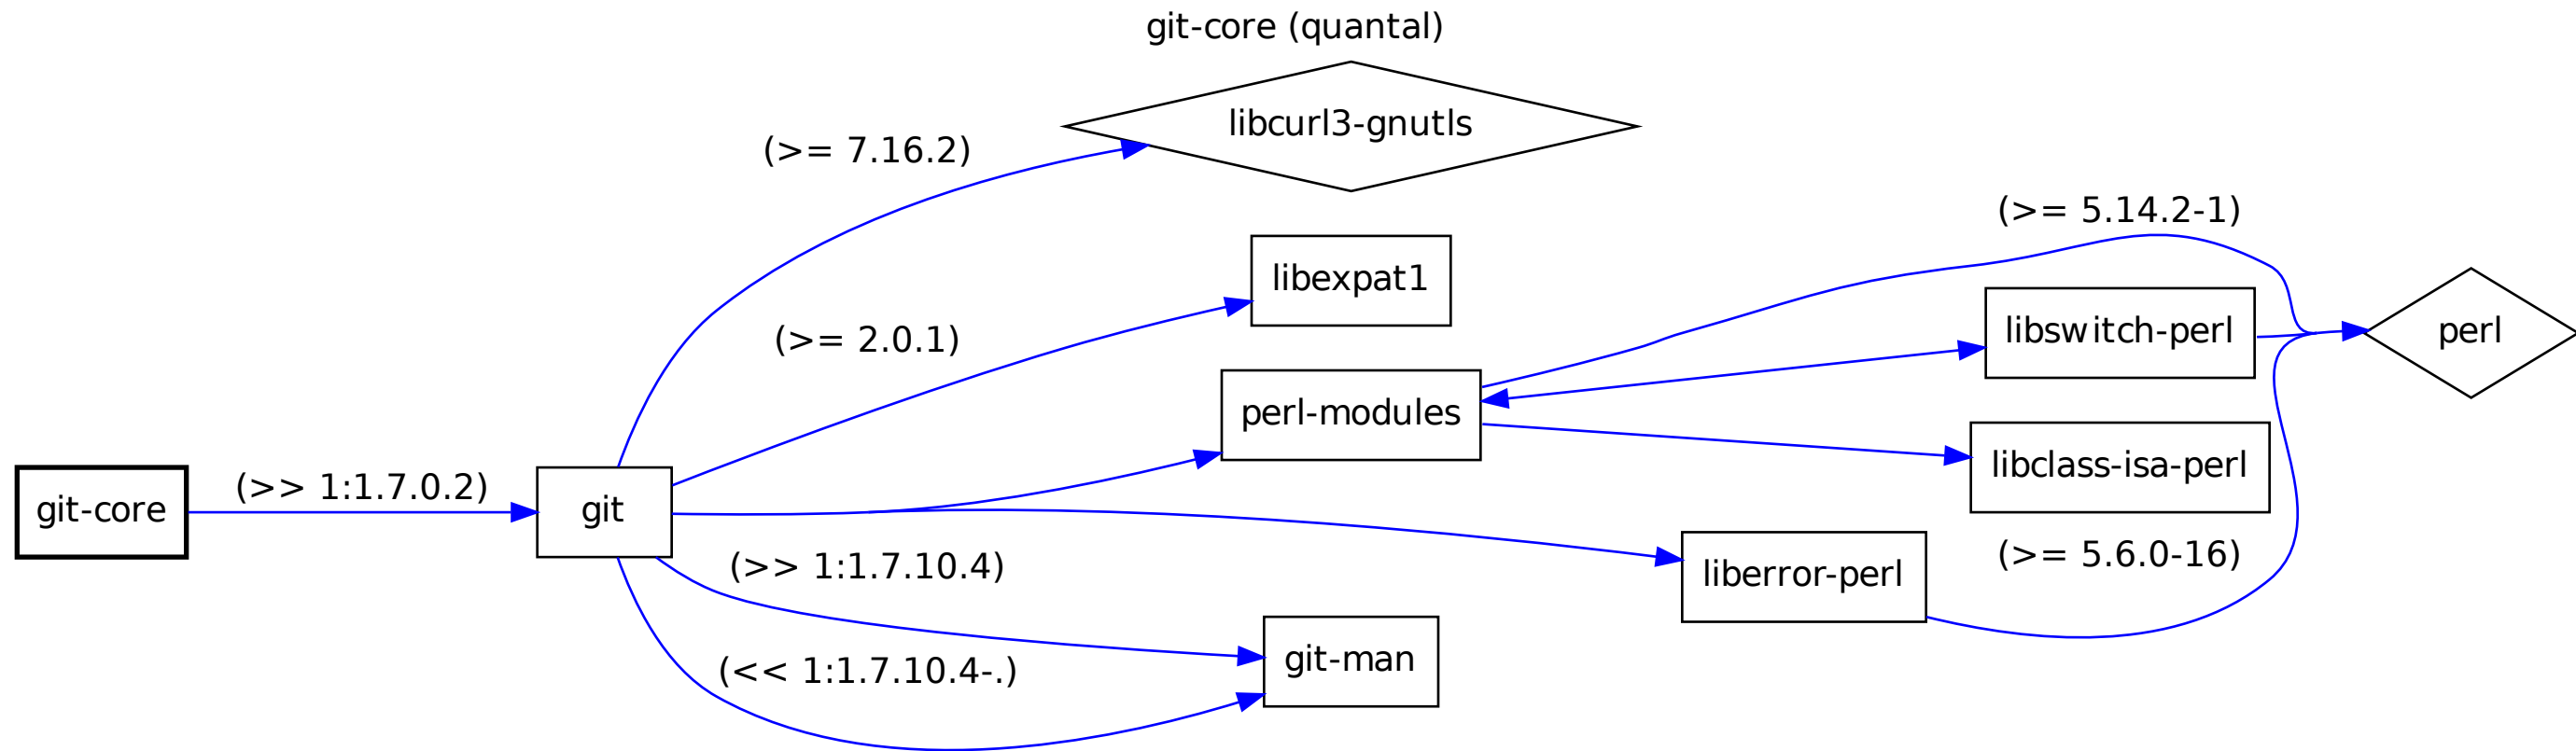 git-core (quantal)
libcurl3-gnutls
(>= 7.16.2)
(>= 5.14.2-1)
libexpat1
libswitch-perl
perl
(>= 2.0.1)
perl-modules
libclass-isa-perl
(>> 1:1.7.0.2)
git-core
git
(>= 5.6.0-16)
(>> 1:1.7.10.4)
liberror-perl
git-man
(<< 1:1.7.10.4-.)